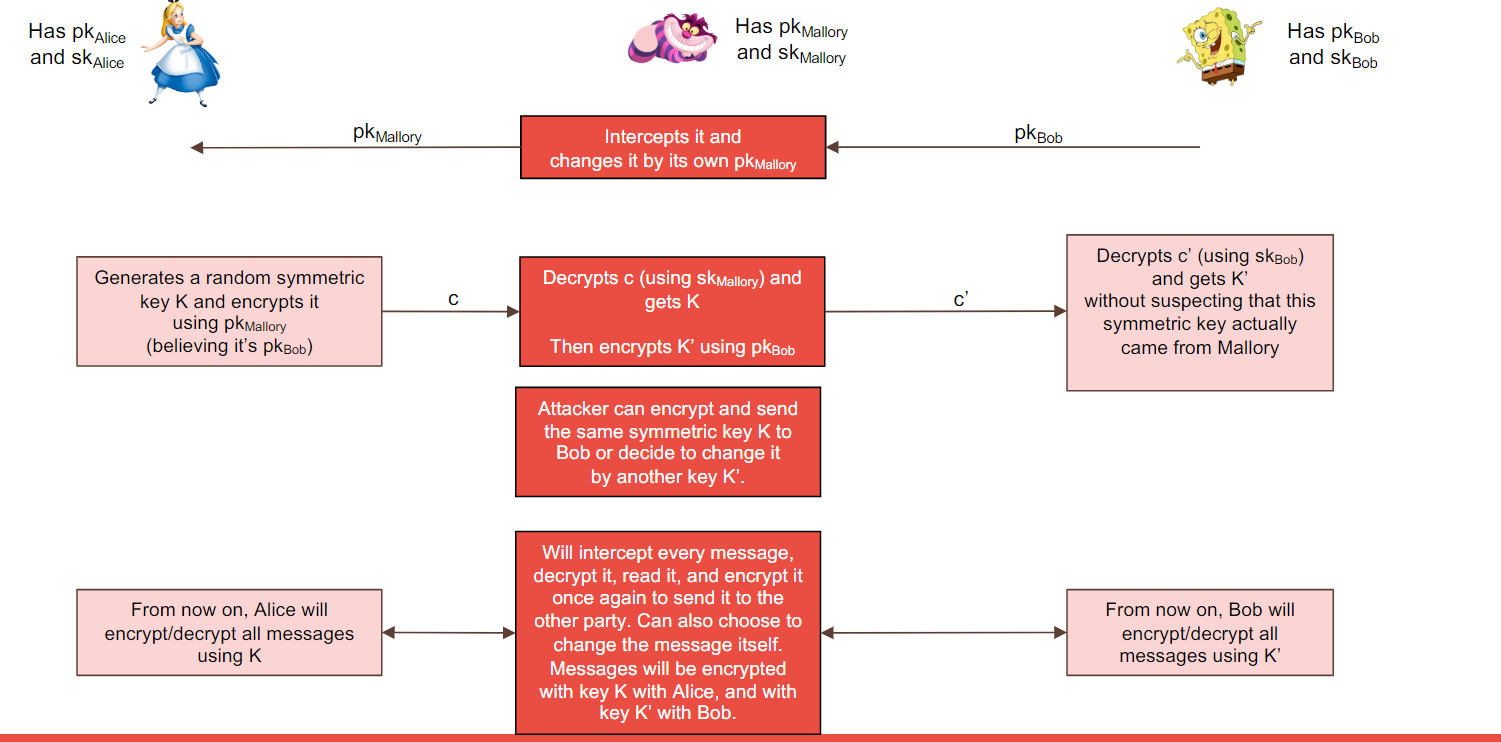 Has pkAlice
and skAlice
Has pkMallory
and skMallory
Has pkBob
and skBob
pkMallory
Intercepts it and
changes it by its own pkMallory
pkBob
Generates a random symmetric
key K and encrypts it
using pkMallory
(believing it's pkBob)
c
Decrypts c (using skMallory) and
gets K
Then encrypts K' using pkBob
c'
Decrypts c' (using skBob)
and gets K'
without suspecting that this
symmetric key actually
came from Mallory
Attacker can encrypt and send
the same symmetric key K to
Bob or decide to change it
by another key K'.
From now on, Alice will
encrypt/decrypt all messages
using K
Will intercept every message,
decrypt it, read it, and encrypt it
once again to send it to the
other party. Can also choose to
change the message itself.
Messages will be encrypted
with key K with Alice, and with
key K' with Bob.
From now on, Bob will
encrypt/decrypt all
messages using K'